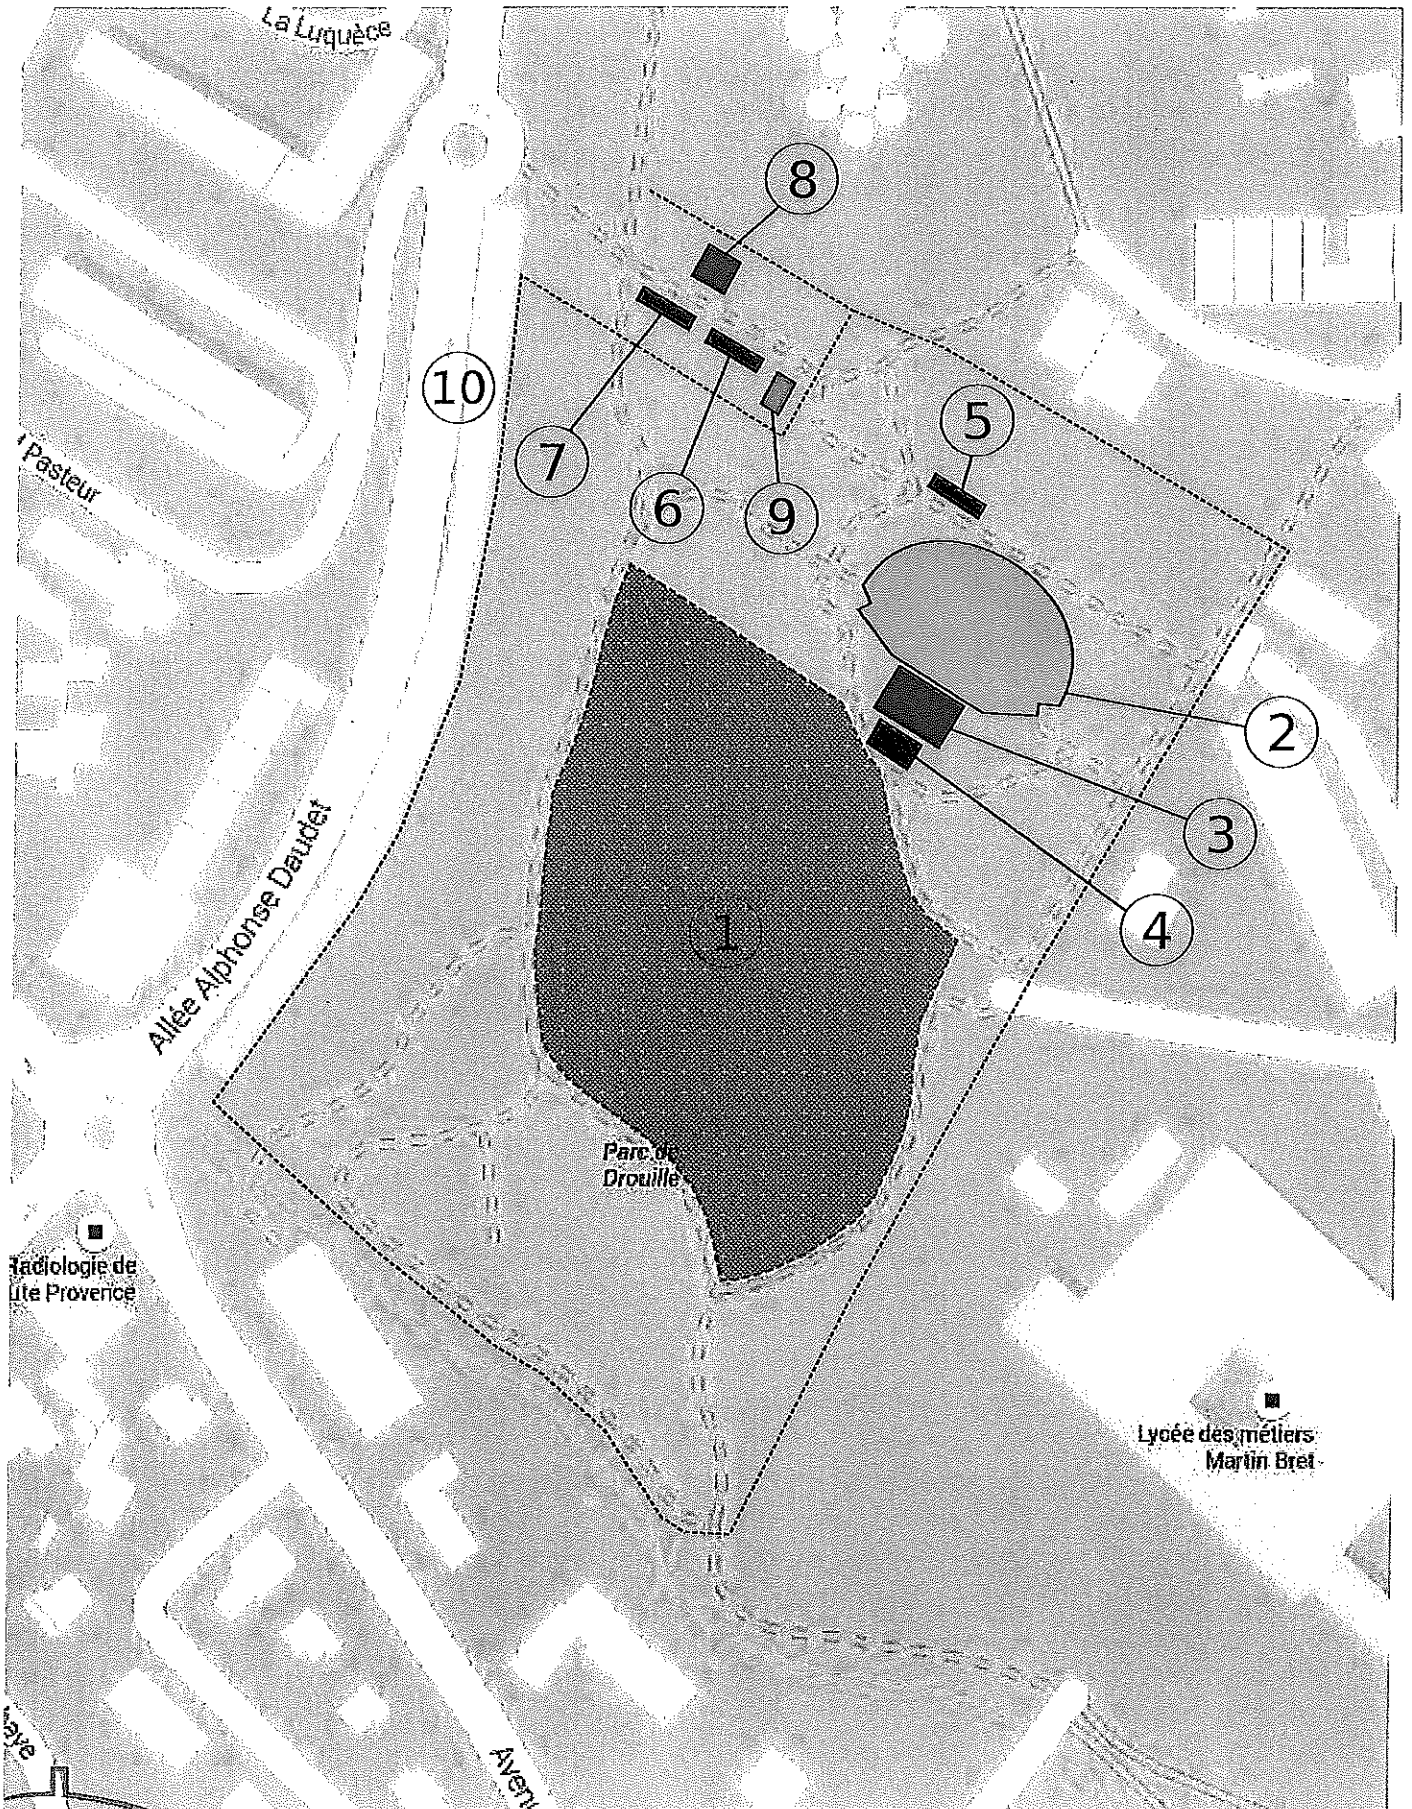 La Luquèce
8
10
5
Pasteur
7
6
9
2
3
Allée Alphonse Daudet
4
1
Parc de
Drouille
Radiologie de
ute Provence
Lycée des métiers
Martin Bret
Aven